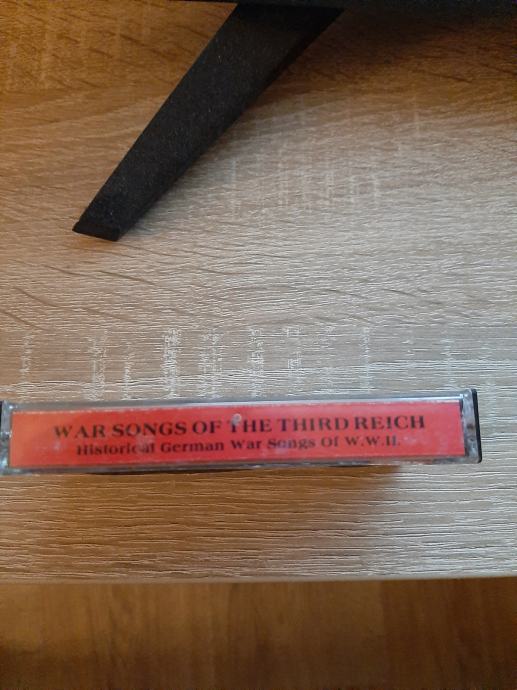 WAR SONGS OF THE THIRD REICH
Historical German War Songs Of W.W.II.